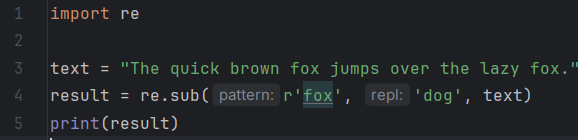 1 import re
2
3 text = "The quick brown fox jumps over the lazy fox."
4 result = re.sub( pattern: r'fox', repl: 'dog', text)
5 print(result)